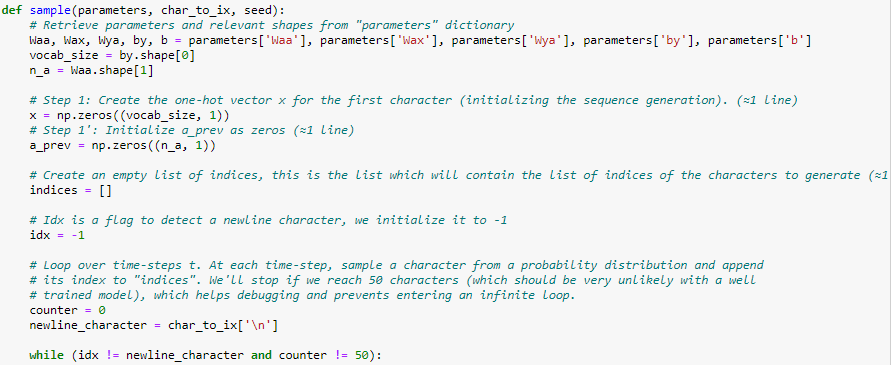 def sample(parameters, char_to_ix, seed):
    # Retrieve parameters and relevant shapes from "parameters" dictionary
    Waa, Wax, Wya, by, b = parameters['Waa'], parameters['Wax'], parameters['Wya'], parameters['by'], parameters['b']
    vocab_size = by.shape[0]
    n_a = Waa.shape[1]

    # Step 1: Create the one-hot vector x for the first character (initializing the sequence generation). (≈1 line)
    x = np.zeros((vocab_size, 1))
    # Step 1': Initialize a_prev as zeros (≈1 line)
    a_prev = np.zeros((n_a, 1))

    # Create an empty list of indices, this is the list which will contain the list of indices of the characters to generate (≈1
    indices = []

    # Idx is a flag to detect a newline character, we initialize it to -1
    idx = -1

    # Loop over time-steps t. At each time-step, sample a character from a probability distribution and append
    # its index to "indices". We'll stop if we reach 50 characters (which should be very unlikely with a well
    # trained model), which helps debugging and prevents entering an infinite loop.
    counter = 0
    newline_character = char_to_ix['\n']

    while (idx != newline_character and counter != 50):